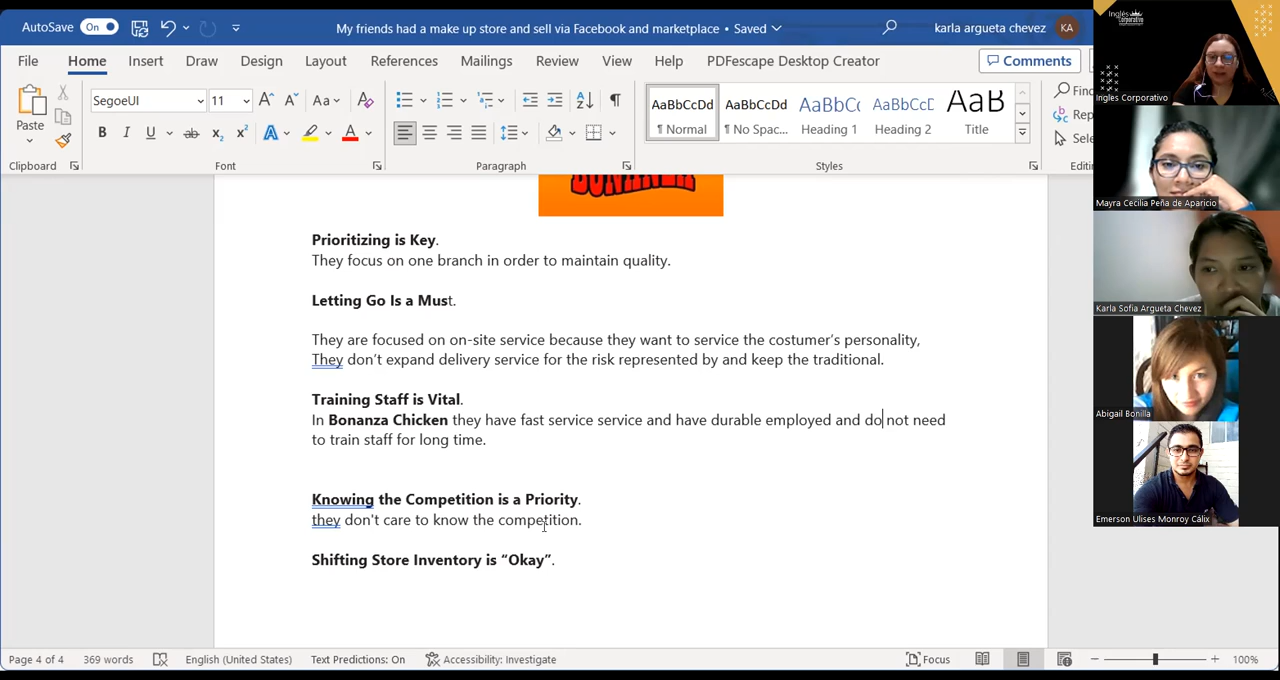 AutoSave On My friends had a make up store and sell via Facebook and marketplace • Saved karla argueta chevez KA
File Home Insert Draw Design Layout References Mailings Review View Help PDFescape Desktop Creator Comments
SegoeUI 11 Aa
Paste
AaBbCcDd AaBbCcDd AaBbCc AaBbCcD AaB
¶ Normal ¶ No Spac... Heading 1 Heading 2 Title
Clipboard Font Paragraph Styles
Prioritizing is Key.
They focus on one branch in order to maintain quality.
Letting Go Is a Must.
They are focused on on-site service because they want to service the costumer's personality,
They don't expand delivery service for the risk represented by and keep the traditional.
Training Staff is Vital.
In Bonanza Chicken they have fast service service and have durable employed and do not need
to train staff for long time.
Knowing the Competition is a Priority.
they don't care to know the competition.
Shifting Store Inventory is “Okay”.
Page 4 of 4 369 words English (United States) Text Predictions: On Accessibility: Investigate Focus 100%
Inglés
Corporativo
Ingles Corporativo
Mayra Cecilia Peña de Aparicio
Karla Sofia Argueta Chevez
Abigail Bonilla
Emerson Ulises Monroy Cálix